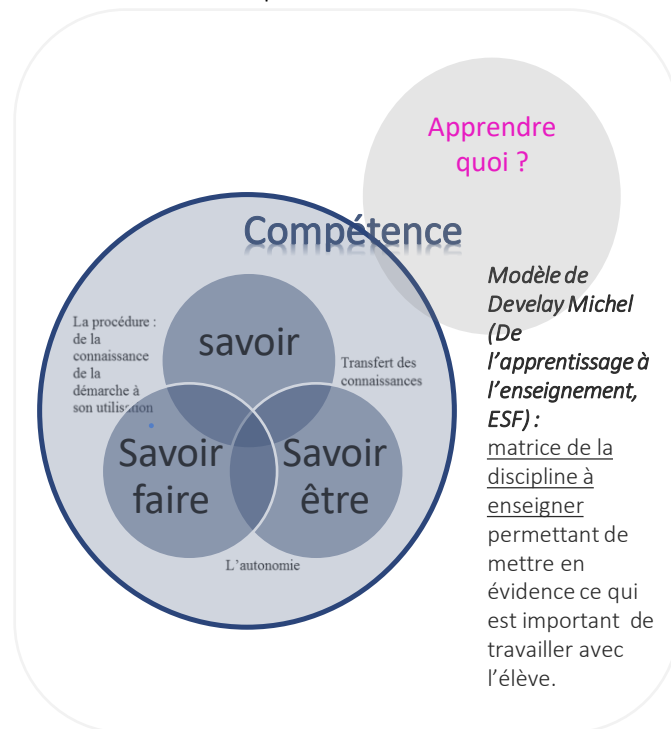 Apprendre
quoi ?
Compétence
La procédure :
de la
connaissance
de la
démarche à
son utilisation
savoir
Transfert des
connaissances
Savoir
faire
Savoir
être
L'autonomie
Modèle de
Develay Michel
(De
l'apprentissage à
l'enseignement,
ESF) :
matrice de la
discipline à
enseigner
permettant de
mettre en
évidence ce qui
est important de
travailler avec
l'élève.